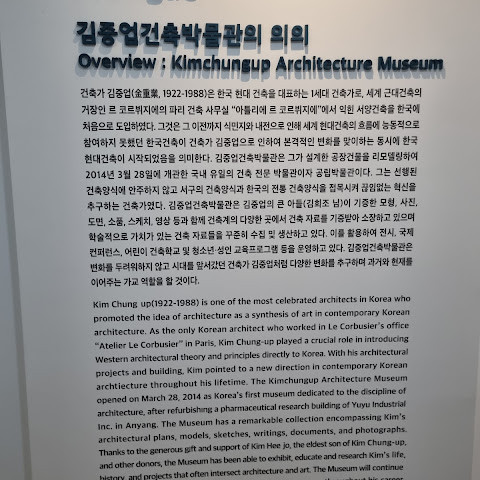 김중업건축박물관의 의의
Overview : Kimchungup Architecture Museum
건축가 김중업(金重業, 1922-1988)은 한국 현대 건축을 대표하는 1세대 건축가로, 세계 근대건축의
거장인 르 코르뷔지에의 파리 건축 사무실 “아틀리에 르 코르뷔지에”에서 익힌 서양건축을 한국에
처음으로 도입하였다. 그것은 그 이전까지 식민지와 내전으로 인해 세계 현대건축의 흐름에 능동적으로
참여하지 못했던 한국건축이 건축가 김중업으로 인하여 본격적인 변화를 맞이하는 동시에 한국
현대건축이 시작되었음을 의미한다. 김중업건축박물관은 그가 설계한 공장건물을 리모델링하여
2014년 3월 28일에 개관한 국내 유일의 건축 전문 박물관이자 공립박물관이다. 그는 선행된
건축양식에 안주하지 않고 서구의 건축양식과 한국의 전통 건축양식을 접목시켜 끊임없는 혁신을
추구하는 건축가였다. 김중업건축박물관은 김중업의 큰 아들(김희조 님)이 기증한 모형, 사진,
도면, 소품, 스케치, 영상 등과 함께 건축계의 다양한 곳에서 건축 자료를 기증받아 소장하고 있으며
학술적으로 가치가 있는 건축 자료들을 꾸준히 수집 및 생산하고 있다. 이를 활용하여 전시, 국제
컨퍼런스, 어린이 건축학교 및 청소년·성인 교육프로그램 등을 운영하고 있다. 김중업건축박물관은
변화를 두려워하지 않고 시대를 앞서갔던 건축가 김중업처럼 다양한 변화를 추구하며 과거와 현재를
이어주는 가교 역할을 할 것이다.
Kim Chung up(1922-1988) is one of the most celebrated architects in Korea who
promoted the idea of architecture as a synthesis of art in contemporary Korean
architecture. As the only Korean architect who worked in Le Corbusier's office
“Atelier Le Corbusier” in Paris, Kim Chung-up played a crucial role in introducing
Western architectural theory and principles directly to Korea. With his architectural
projects and building, Kim pointed to a new direction in contemporary Korean
archtiecture throughout his lifetime. The Kimchungup Architecture Museum
opened on March 28, 2014 as Korea's first museum dedicated to the discipline of
architecture, after refurbishing a pharmaceutical research building of Yuyu Industrial
Inc. in Anyang. The Museum has a remarkable collection encompassing Kim's
architectural plans, models, sketches, writings, documents, and photographs.
Thanks to the generous gift and support of Kim Hee jo, the eldest son of Kim Chung-up,
and other donors, the Museum has been able to exhibit, educate and research Kim's life,
history, and projects that often intersect architecture and art. The Museum will continue